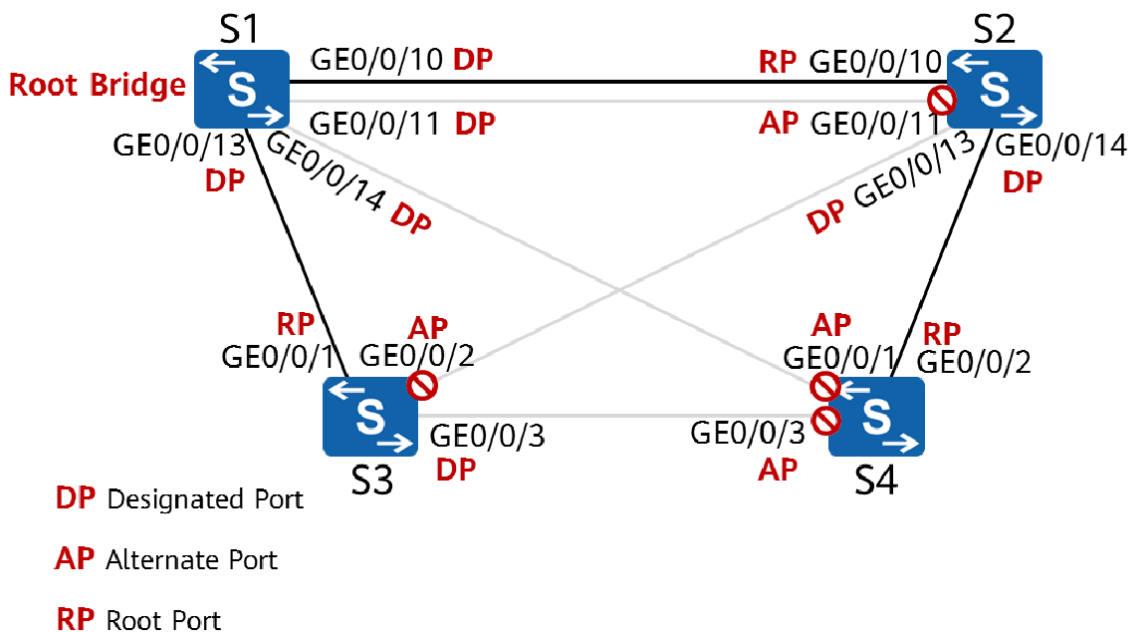 S1
S2
GE0/0/10 DP
RP GE0/0/10
Root Bridge
S
S
GE0/0/11 DP
AP GE0/0/11
GE0/0/13
DP
GE0/0/14 DP
DP GE0/0/13
GE0/0/14
DP
RP
GE0/0/1
AP
GE0/0/2
AP
GE0/0/1
RP
GE0/0/2
S
S
GE0/0/3
DP
GE0/0/3
AP
S3
S4
DP Designated Port
AP Alternate Port
RP Root Port